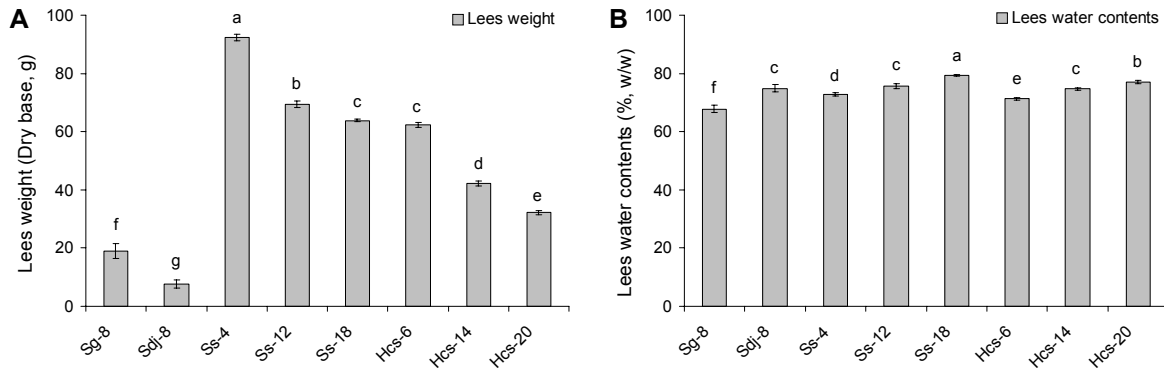 A
Lees weight
Lees weight (Dry base, g)
100
80
60
40
20
0
f
g
a
b
c
c
d
e
Sg-8
Sdj-8
Ss-4
Ss-12
Ss-18
Hcs-6
Hcs-14
Hcs-20
B
Lees water contents
Lees water contents (%, w/w)
100
80
60
40
20
0
f
c
d
c
a
e
c
b
Sg-8
Sdj-8
Ss-4
Ss-12
Ss-18
Hcs-6
Hcs-14
Hcs-20